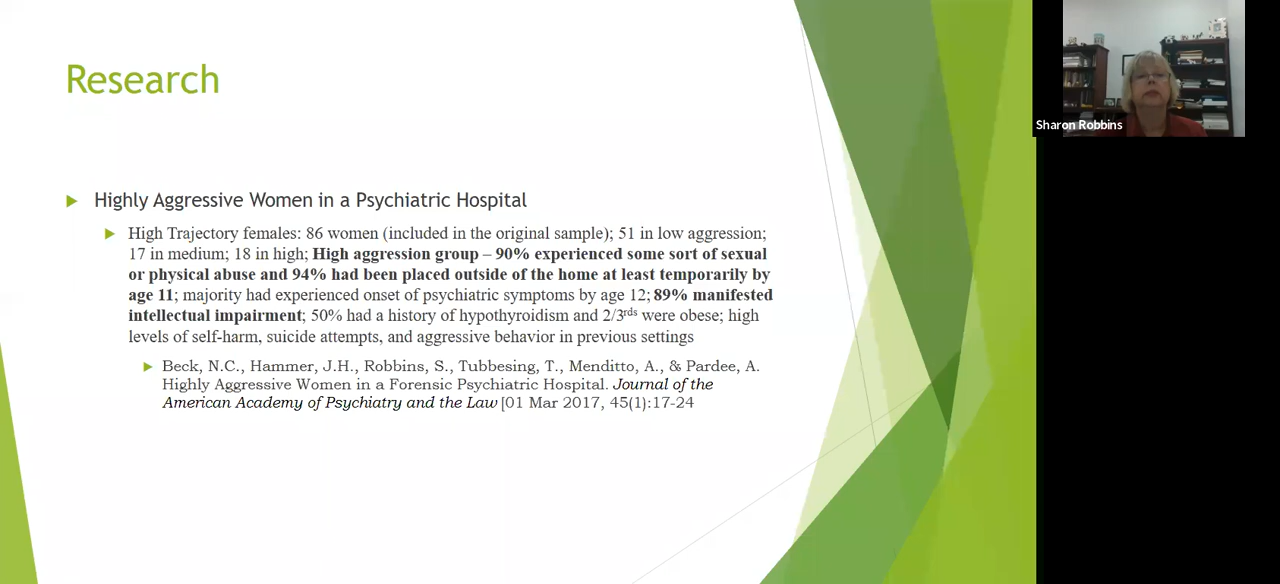 Research
Highly Aggressive Women in a Psychiatric Hospital
High Trajectory females: 86 women (included in the original sample); 51 in low aggression;
17 in medium; 18 in high; High aggression group – 90% experienced some sort of sexual
or physical abuse and 94% had been placed outside of the home at least temporarily by
age 11; majority had experienced onset of psychiatric symptoms by age 12; 89% manifested
intellectual impairment; 50% had a history of hypothyroidism and 2/3rds were obese; high
levels of self-harm, suicide attempts, and aggressive behavior in previous settings
Beck, N.C., Hammer, J.H., Robbins, S., Tubbesing, T., Menditto, A., & Pardee, A.
Highly Aggressive Women in a Forensic Psychiatric Hospital. Journal of the
American Academy of Psychiatry and the Law [01 Mar 2017, 45(1):17-24
Sharon Robbins